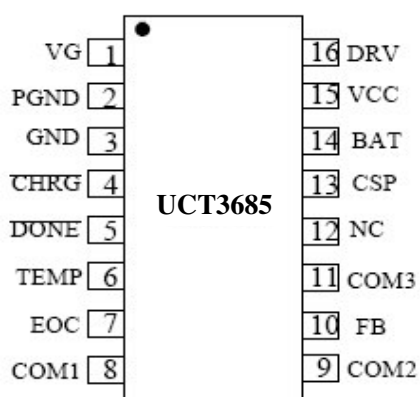 VG 1 16 DRV
PGND 2 15 VCC
GND 3 14 BAT
CHRG 4 13 CSP
UCT3685
DONE 5 12 NC
TEMP 6 11 COM3
EOC 7 10 FB
COM1 8 9 COM2